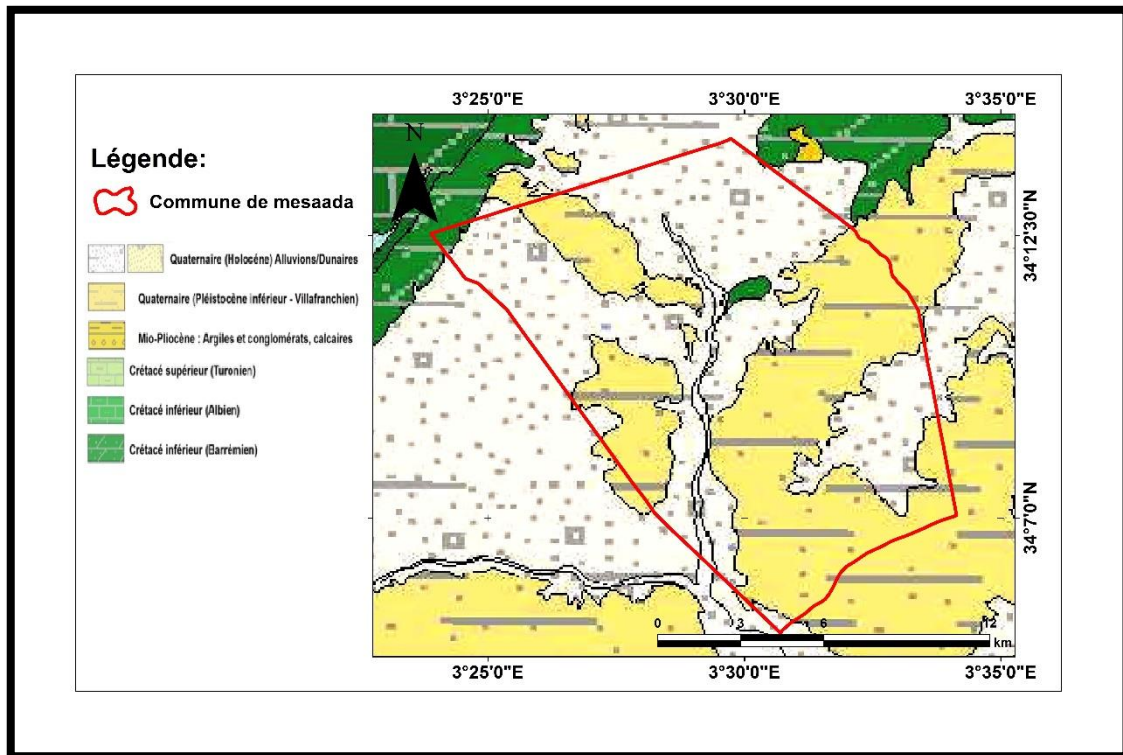 Légende:
Commune de mesaada
Quaternaire (Holocéne) Alluvions/Dunaires
Quaternaire (Pléistocène inférieur - Villafranchien)
Mio-Pliocène : Argiles et conglomérats, calcaires
Crétacé supérieur (Turonien)
Crétacé inférieur (Albien)
Crétacé inférieur (Barrémien)
3°25'0"E 3°30'0"E 3°35'0"E
N
34°12'30"N
34°7'0"N
0 3 6 12
km
3°25'0"E 3°30'0"E 3°35'0"E